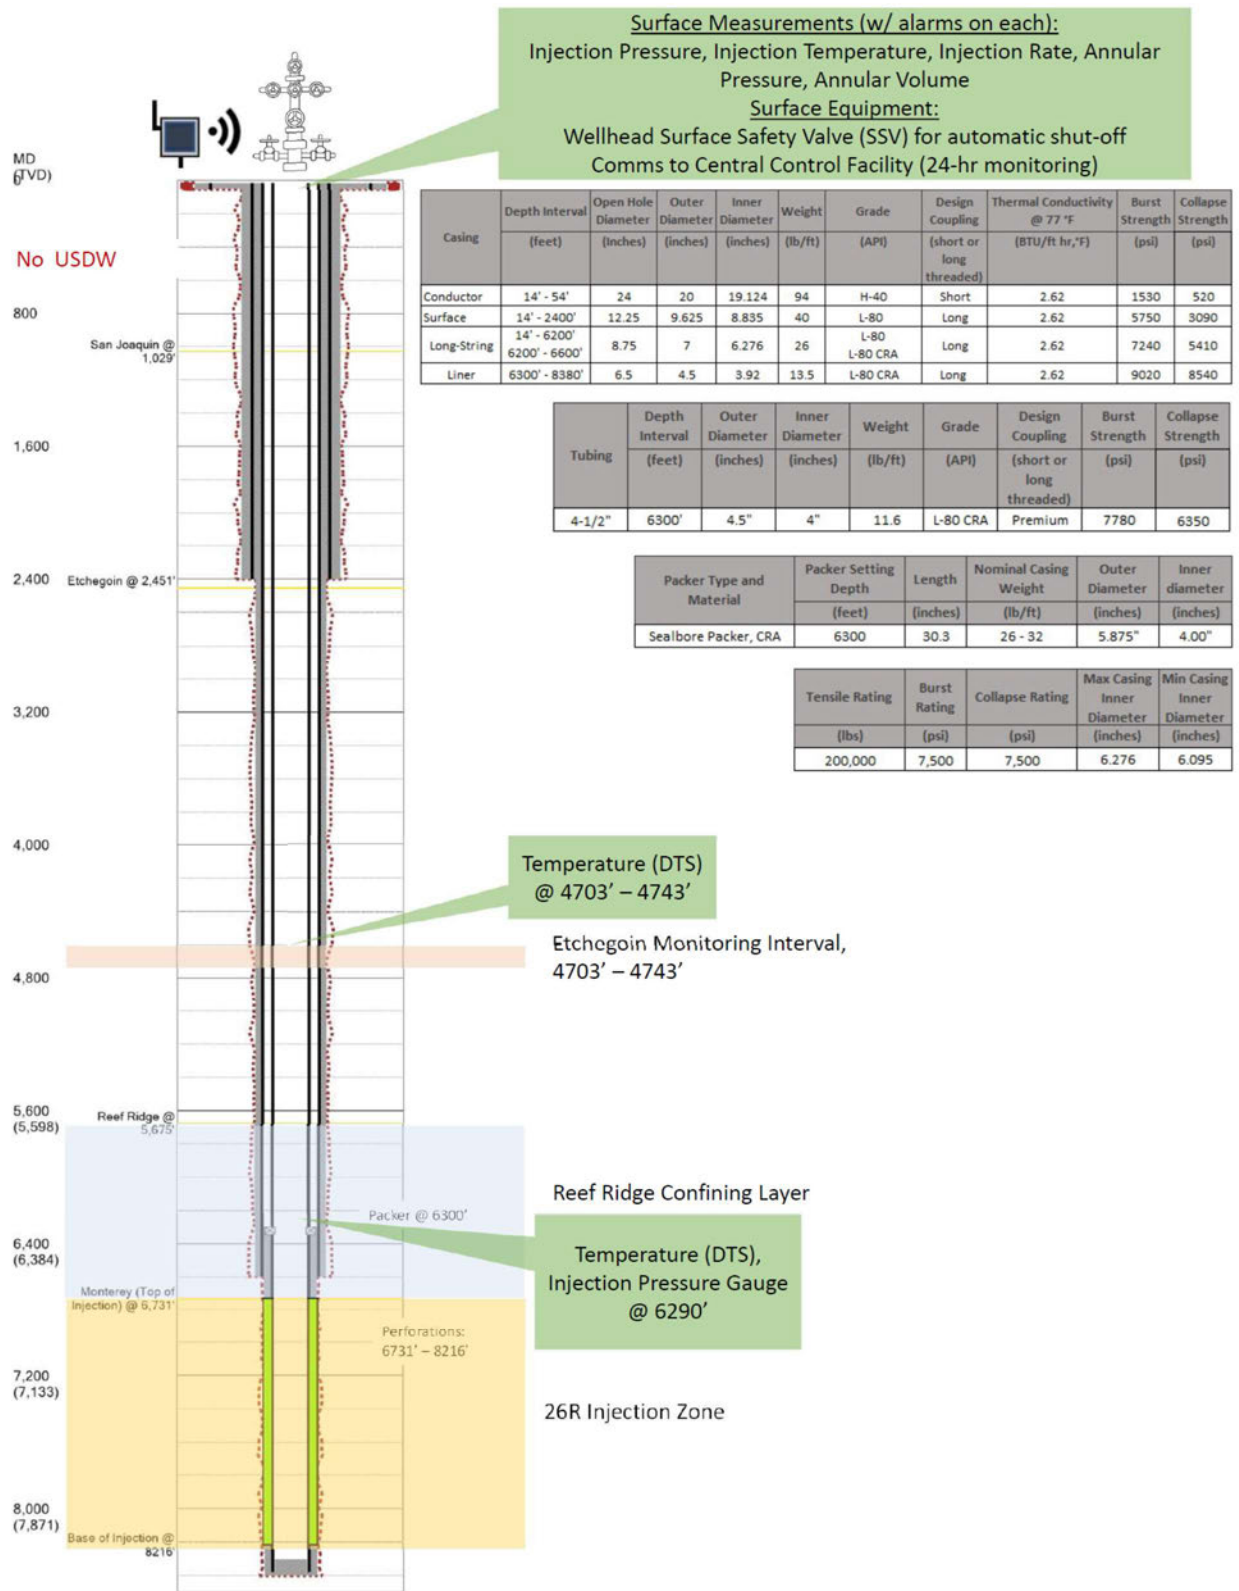 Surface Measurements (w/ alarms on each):
Injection Pressure, Injection Temperature, Injection Rate, Annular
Pressure, Annular Volume
Surface Equipment:
Wellhead Surface Safety Valve (SSV) for automatic shut-off
Comms to Central Control Facility (24-hr monitoring)
MD
(TVD)
0
No USDW
800
San Joaquin @
1,029'
1,600
2,400
Etchegoin @ 2,451'
3,200
4,000
4,800
5,600
(5,598)
Reef Ridge @
5,675'
6,400
(6,384)
Monterey (Top of
Injection) @ 6,731'
7,200
(7,133)
8,000
(7,871)
Base of Injection @
8216'
Casing Depth Interval Open Hole Diameter Outer Diameter Inner Diameter Weight Grade Design Coupling Thermal Conductivity @ 77 °F Burst Strength Collapse Strength
(feet) (Inches) (inches) (inches) (lb/ft) (API) (short or long threaded) (BTU/ft hr,°F) (psi) (psi)
Conductor 14' - 54' 24 20 19.124 94 H-40 Short 2.62 1530 520
Surface 14' - 2400' 12.25 9.625 8.835 40 L-80 Long 2.62 5750 3090
Long-String 14' - 6200' 6200' - 6600' 8.75 7 6.276 26 L-80 L-80 CRA Long 2.62 7240 5410
Liner 6300' - 8380' 6.5 4.5 3.92 13.5 L-80 CRA Long 2.62 9020 8540
Tubing Depth Interval Outer Diameter Inner Diameter Weight Grade Design Coupling Burst Strength Collapse Strength
(feet) (inches) (inches) (lb/ft) (API) (short or long threaded) (psi) (psi)
4-1/2" 6300' 4.5" 4" 11.6 L-80 CRA Premium 7780 6350
Packer Type and Material Packer Setting Depth Length Nominal Casing Weight Outer Diameter Inner diameter
(feet) (inches) (lb/ft) (inches) (inches)
Sealbore Packer, CRA 6300 30.3 26 - 32 5.875" 4.00"
Tensile Rating Burst Rating Collapse Rating Max Casing Inner Diameter Min Casing Inner Diameter
(lbs) (psi) (psi) (inches) (inches)
200,000 7,500 7,500 6.276 6.095
Temperature (DTS)
@ 4703' – 4743'
Etchegoin Monitoring Interval,
4703' – 4743'
Reef Ridge Confining Layer
Packer @ 6300'
Temperature (DTS),
Injection Pressure Gauge
@ 6290'
Perforations:
6731' – 8216'
26R Injection Zone